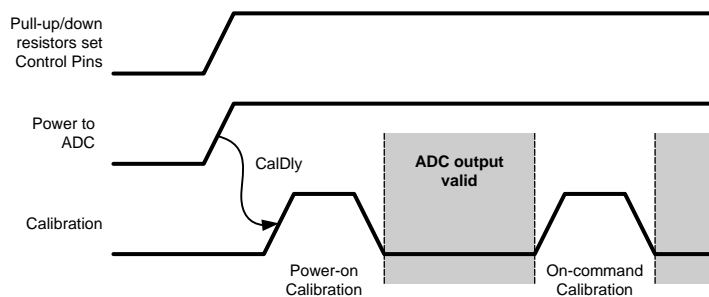 Pull-up/down
resistors set
Control Pins
Power to
ADC
CalDly
ADC output
valid
Calibration
Power-on
Calibration
On-command
Calibration